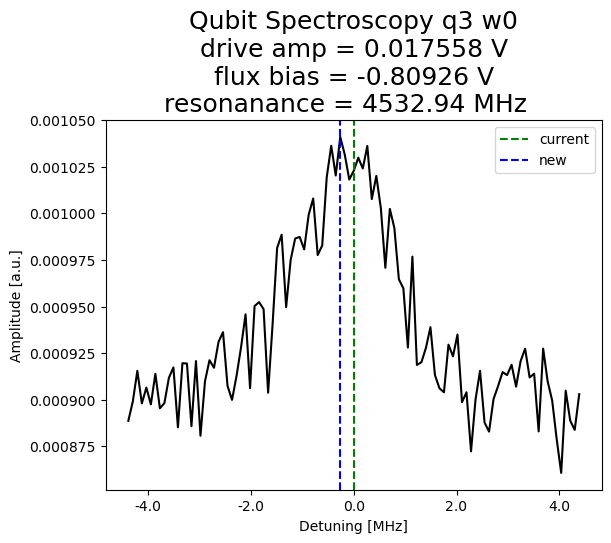 Qubit Spectroscopy q3 w0
drive amp = 0.017558 V
flux bias = -0.80926 V
resonanance = 4532.94 MHz
0.001050
0.001025
0.001000
0.000975
0.000950
0.000925
0.000900
0.000875
Amplitude [a.u.]
current
new
-4.0
-2.0
0.0
2.0
4.0
Detuning [MHz]